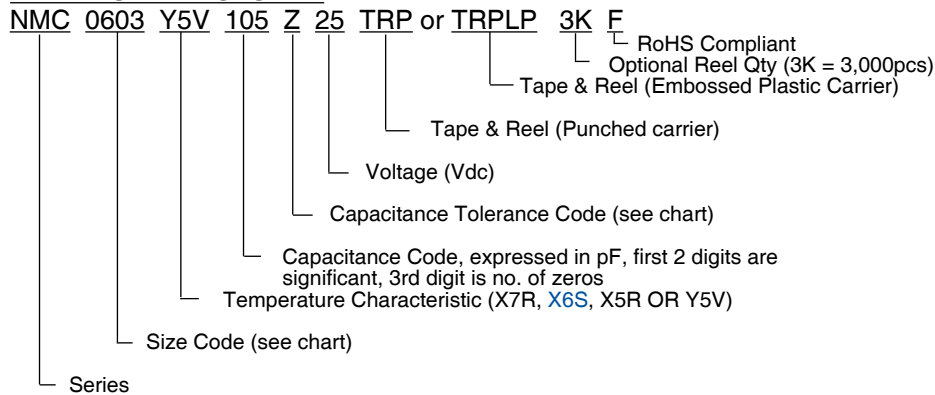 NMC 0603 Y5V 105 Z 25 TRP or TRPLP 3K F
RoHS Compliant
Optional Reel Qty (3K = 3,000pcs)
Tape & Reel (Embossed Plastic Carrier)
Tape & Reel (Punched carrier)
Voltage (Vdc)
Capacitance Tolerance Code (see chart)
Capacitance Code, expressed in pF, first 2 digits are
significant, 3rd digit is no. of zeros
Temperature Characteristic (X7R, X6S, X5R OR Y5V)
Size Code (see chart)
Series